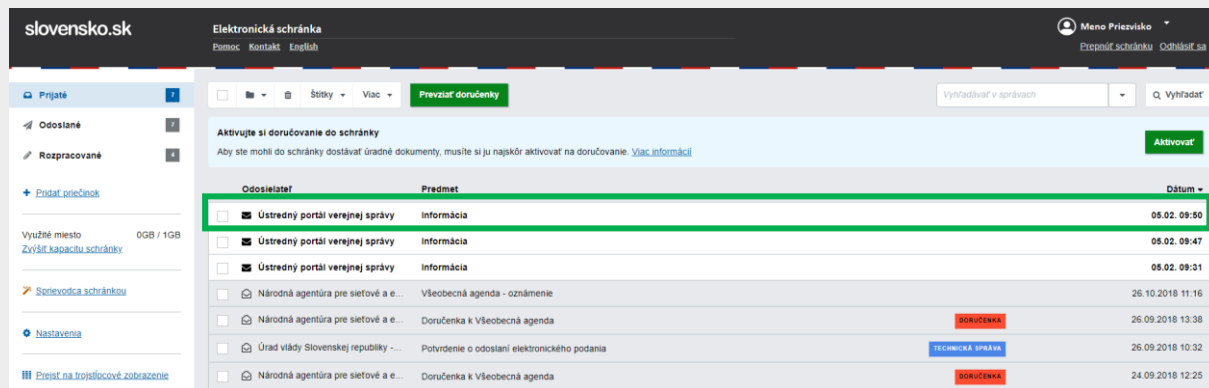 slovensko.sk
Elektronická schránka
Pomoc Kontakt English
Meno Priezvisko
Prepnúť schránku Odhlásiť sa
Prijaté 7
Odoslané 7
Rozpracované 4
Pridať priečinok
Využité miesto 0GB / 1GB
Zvýšiť kapacitu schránky
Sprievodca schránkou
Nastavenia
Prejsť na trojstĺpcové zobrazenie
Štítky Viac Prevziať doručenky
Vyhľadávať v správach Vyhľadať
Aktivujte si doručovanie do schránky
Aby ste mohli do schránky dostávať úradné dokumenty, musíte si ju najskôr aktivovať na doručovanie. Viac informácií
Aktivovať
Odosielateľ Predmet Dátum
Ústredný portál verejnej správy Informácia 05.02. 09:50
Ústredný portál verejnej správy Informácia 05.02. 09:47
Ústredný portál verejnej správy Informácia 05.02. 09:31
Národná agentúra pre sieťové a e... Všeobecná agenda - oznámenie 26.10.2018 11:16
Národná agentúra pre sieťové a e... Doručenka k Všeobecná agenda DORUČENKA 26.09.2018 13:38
Úrad vlády Slovenskej republiky -... Potvrdenie o odoslaní elektronického podania TECHNICKÁ SPRÁVA 26.09.2018 10:32
Národná agentúra pre sieťové a e... Doručenka k Všeobecná agenda DORUČENKA 24.09.2018 12:25